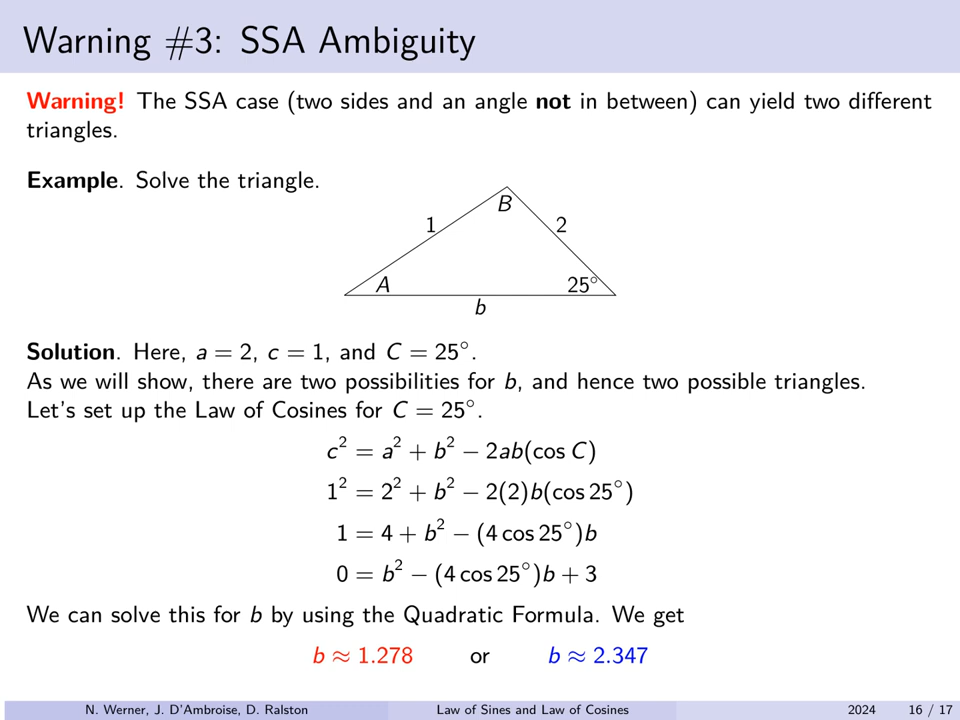 Warning #3: SSA Ambiguity
Warning! The SSA case (two sides and an angle not in between) can yield two different
triangles.
Example. Solve the triangle.
B
1
2
A
25°
b
Solution. Here, a = 2, c = 1, and C = 25°.
As we will show, there are two possibilities for b, and hence two possible triangles.
Let's set up the Law of Cosines for C = 25°.
c² = a² + b² − 2ab(cos C)
1² = 2² + b² − 2(2)b(cos 25°)
1 = 4 + b² − (4 cos 25°)b
0 = b² − (4 cos 25°)b + 3
We can solve this for b by using the Quadratic Formula. We get
b ≈ 1.278 or b ≈ 2.347
N. Werner, J. D'Ambroise, D. Ralston Law of Sines and Law of Cosines 2024 16 / 17